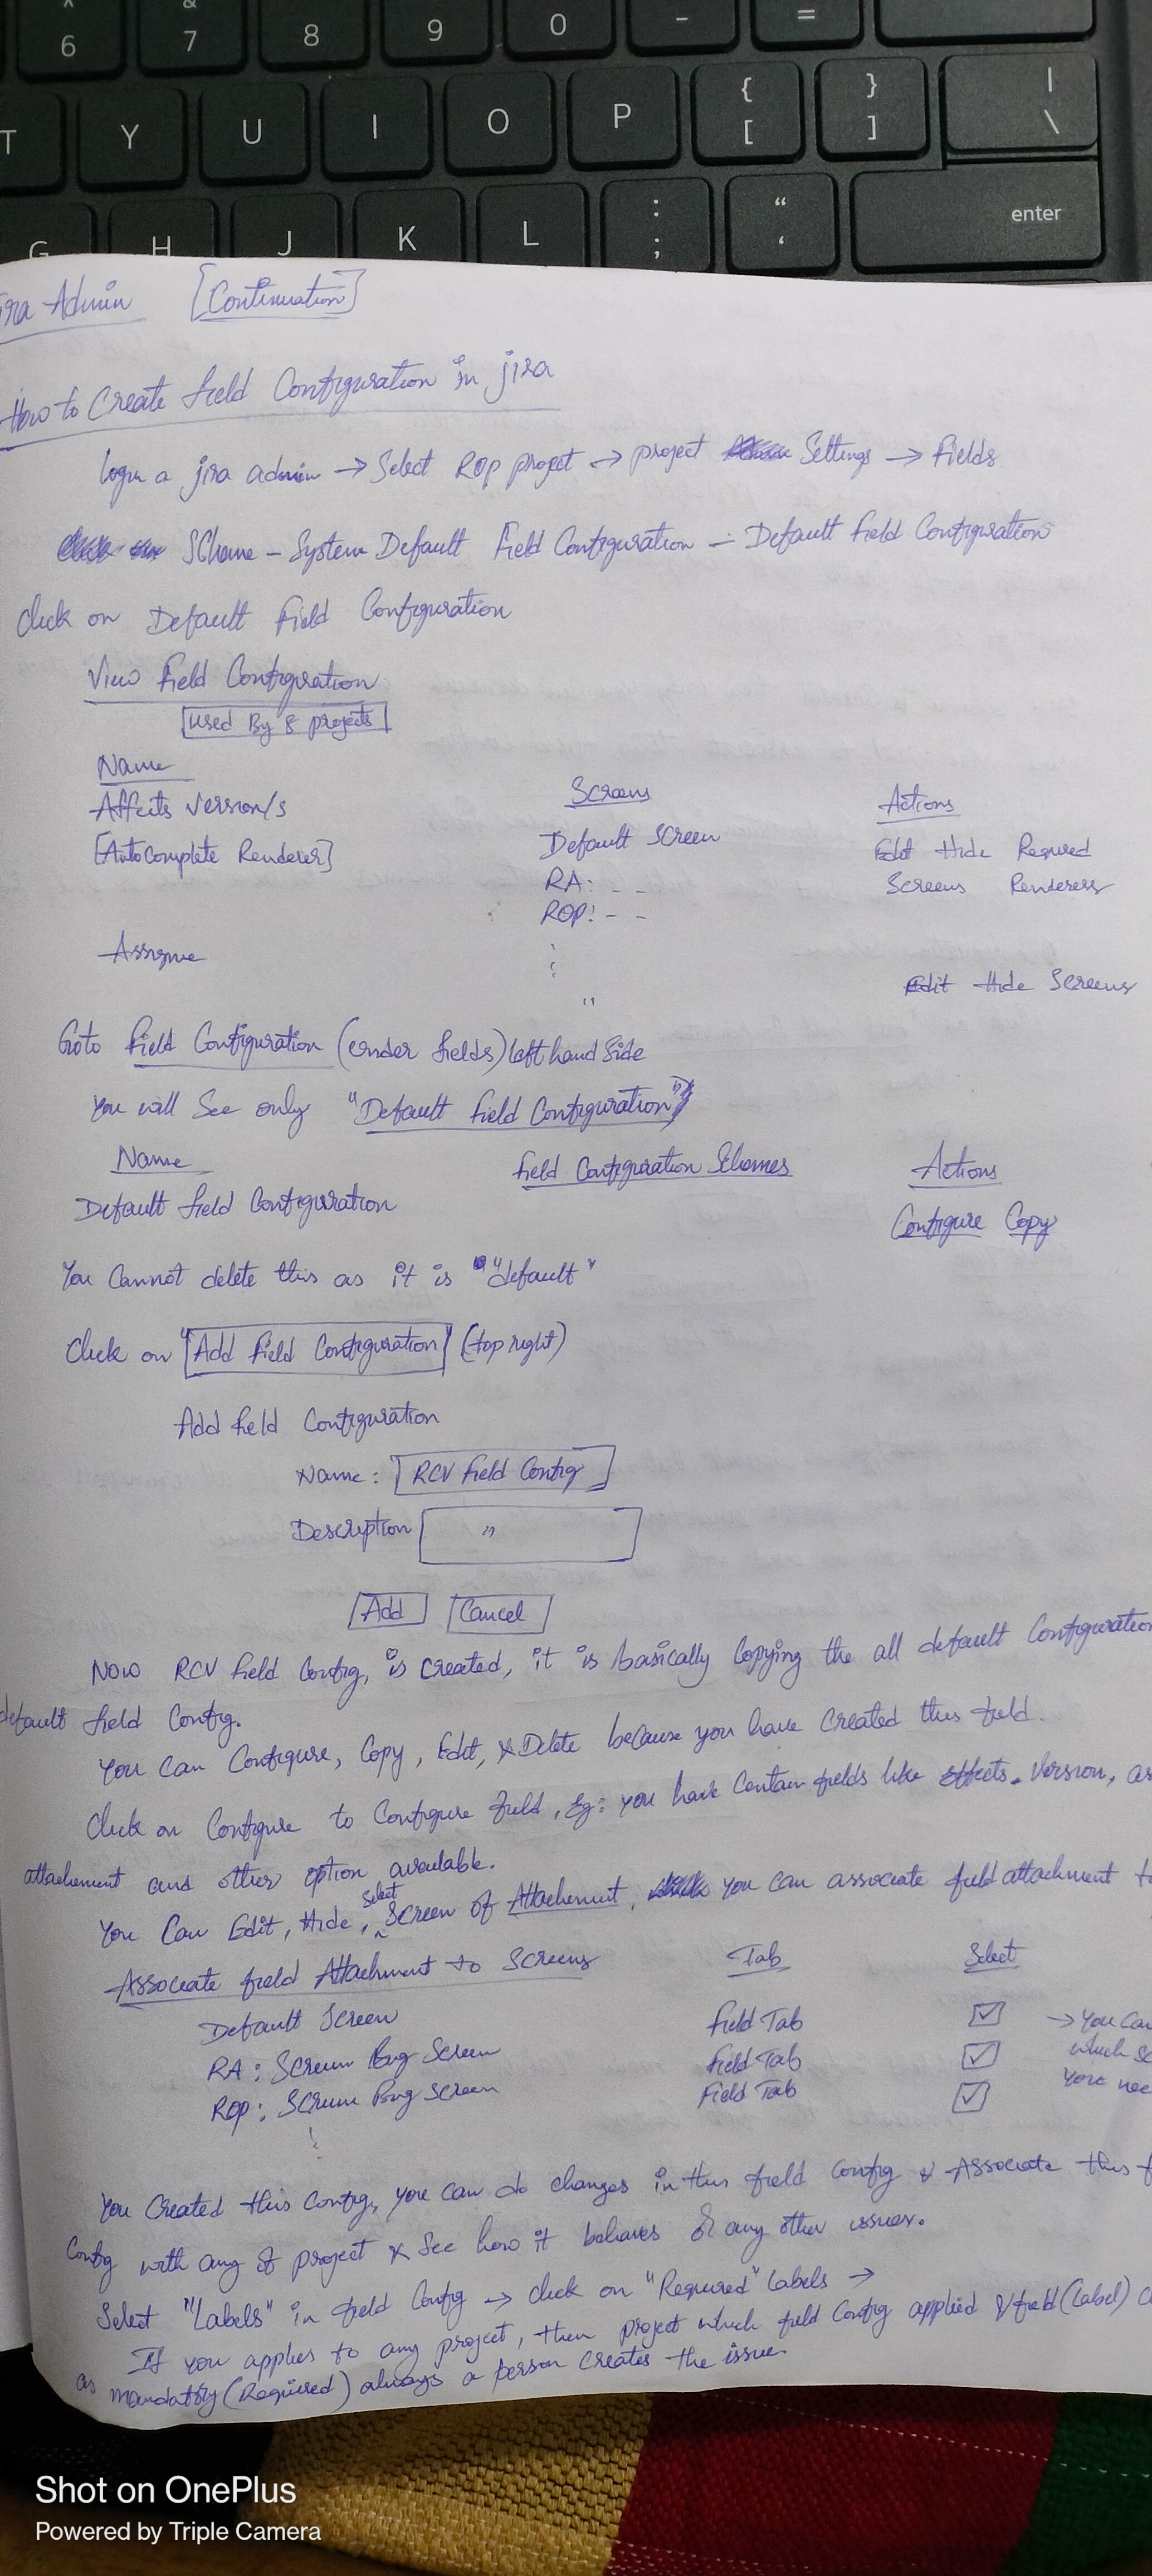 ^ &
6 7 8 9 0 - =
T Y U I O P { [ } ] | \
G H J K L : ; “ ‘ enter
ira Admin [Continuation]
How to Create field Configuration in jira
Login a jira admin → Select ROP project → project Settings → Fields
Scheme - System Default Field Configuration - Default Field Configuration
Click on Default Field Configuration
View Field Configuration
Used By 8 projects
Name Screens Actions
Affects version/s Default Screen Edit Hide Required
[AutoComplete Renderer] RA: - - Screens Renderers
ROP: - -
Assignee Edit Hide Screens
"
Goto Field Configuration (under fields) left hand Side
You will See only "Default field Configuration"
Name field Configuration Schemes Actions
Default field Configuration Configure Copy
You Cannot delete this as it is "default"
Click on "Add Field Configuration" (top right)
Add field Configuration
Name: RCV field Config
Description "
Add Cancel
Now RCV field Config, is created, it is basically Copying the all default Configuration
default field Config.
You can Configure, Copy, Edit, & Delete because you have created this field.
Click on Configure to Configure field, Eg: you have Certain fields like affects. Version, as
attachement and other option available.
You Can Edit, Hide, Select Screen of Attachement, you can associate field attachment to
Associate field Attachment to Screens Tab Select
Default Screen Field Tab → You Can
RA: Scrum Bug Screen Field Tab which Sc
ROP: Scrum Bug Screen Field Tab you nee
You Created this Config, you can do changes in this field Config & Associate this f
Config with any of project & See how it behaves & any other issues.
Select "Labels" in field Config → click on "Required" Labels →
If you applies to any project, then project which field Config applied & field (label)
as mandatory (Required) always a person creates the issue.
Shot on OnePlus
Powered by Triple Camera